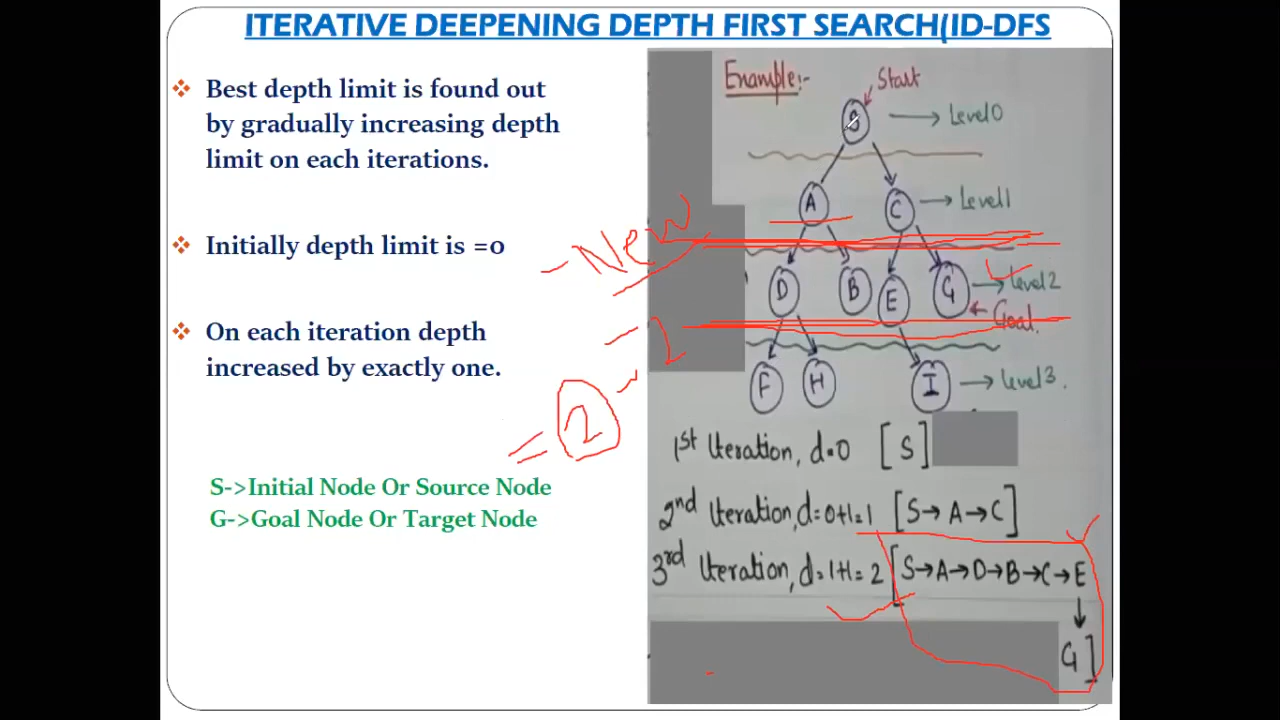 ITERATIVE DEEPENING DEPTH FIRST SEARCH(ID-DFS
Best depth limit is found out
by gradually increasing depth
limit on each iterations.
Initially depth limit is =0
On each iteration depth
increased by exactly one.
S->Initial Node Or Source Node
G->Goal Node Or Target Node
Example:-
Start
S
Level0
A
C
Level1
New
D
B
E
G
Level2
Goal.
F
H
I
Level3.
2
1st Iteration, d=0 [S]
2nd Iteration, d=0+1=1 [S→A→C]
3rd Iteration, d=1+1=2 [S→A→D→B→C→E
↓
G]